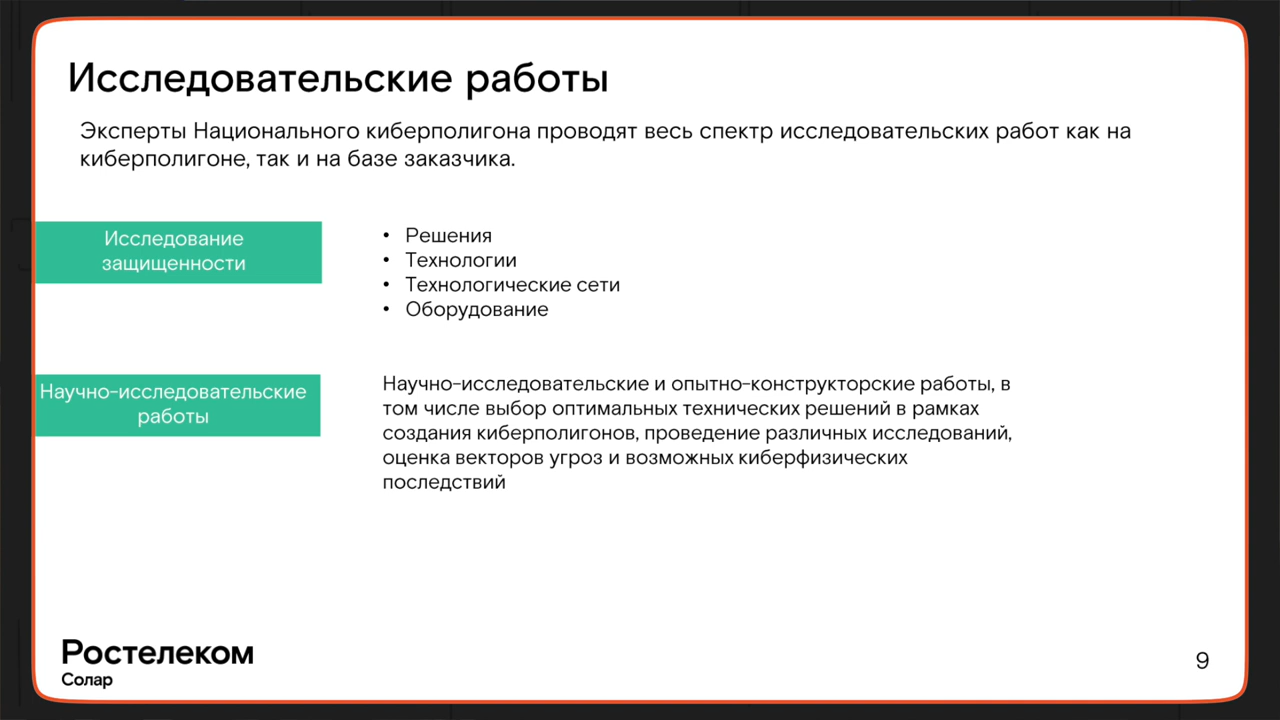 Исследовательские работы
Эксперты Национального киберполигона проводят весь спектр исследовательских работ как на
киберполигоне, так и на базе заказчика.
Исследование
защищенности
• Решения
• Технологии
• Технологические сети
• Оборудование
Научно-исследовательские
работы
Научно-исследовательские и опытно-конструкторские работы, в
том числе выбор оптимальных технических решений в рамках
создания киберполигонов, проведение различных исследований,
оценка векторов угроз и возможных киберфизических
последствий
Ростелеком
Солар
9